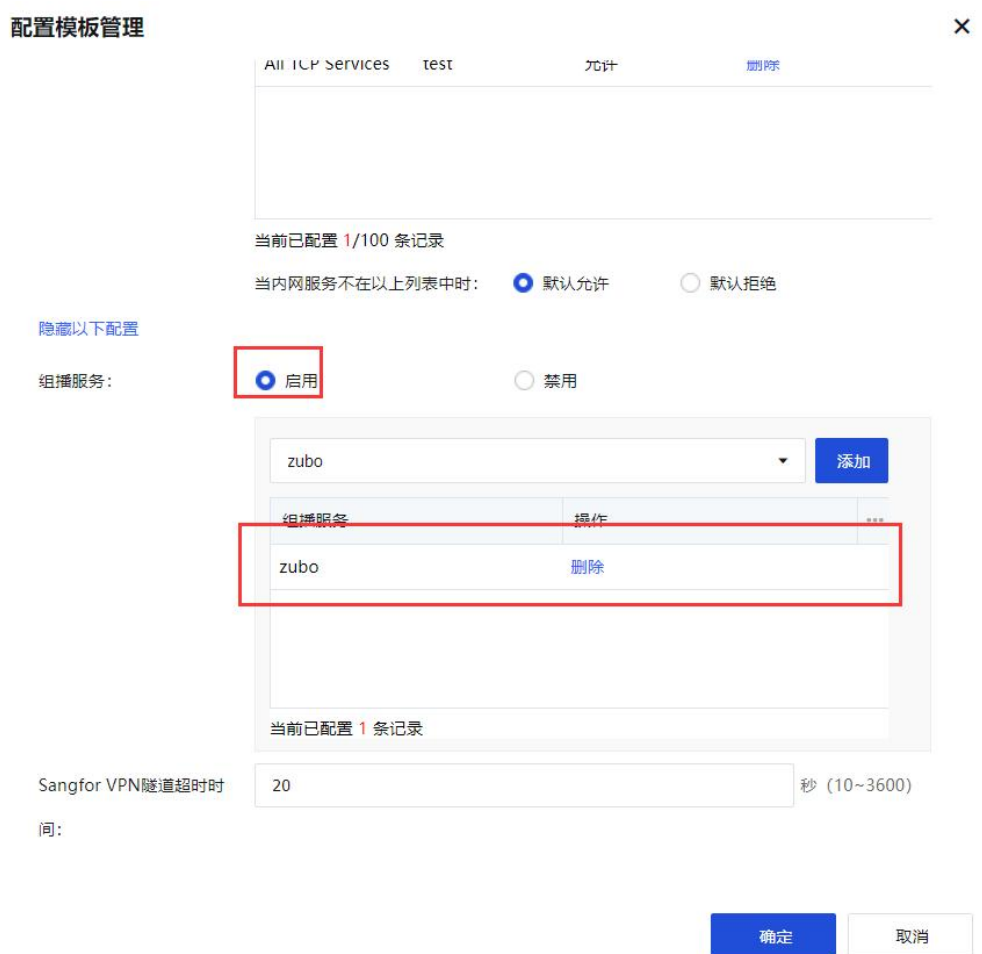 配置模板管理
All TCP Services test 允许 删除
当前已配置 1/100 条记录
当内网服务不在以上列表中时： 默认允许 默认拒绝
隐藏以下配置
组播服务： 启用 禁用
zubo 添加
组播服务 操作
zubo 删除
当前已配置 1 条记录
Sangfor VPN隧道超时时 20 秒（10~3600）
间：
确定 取消